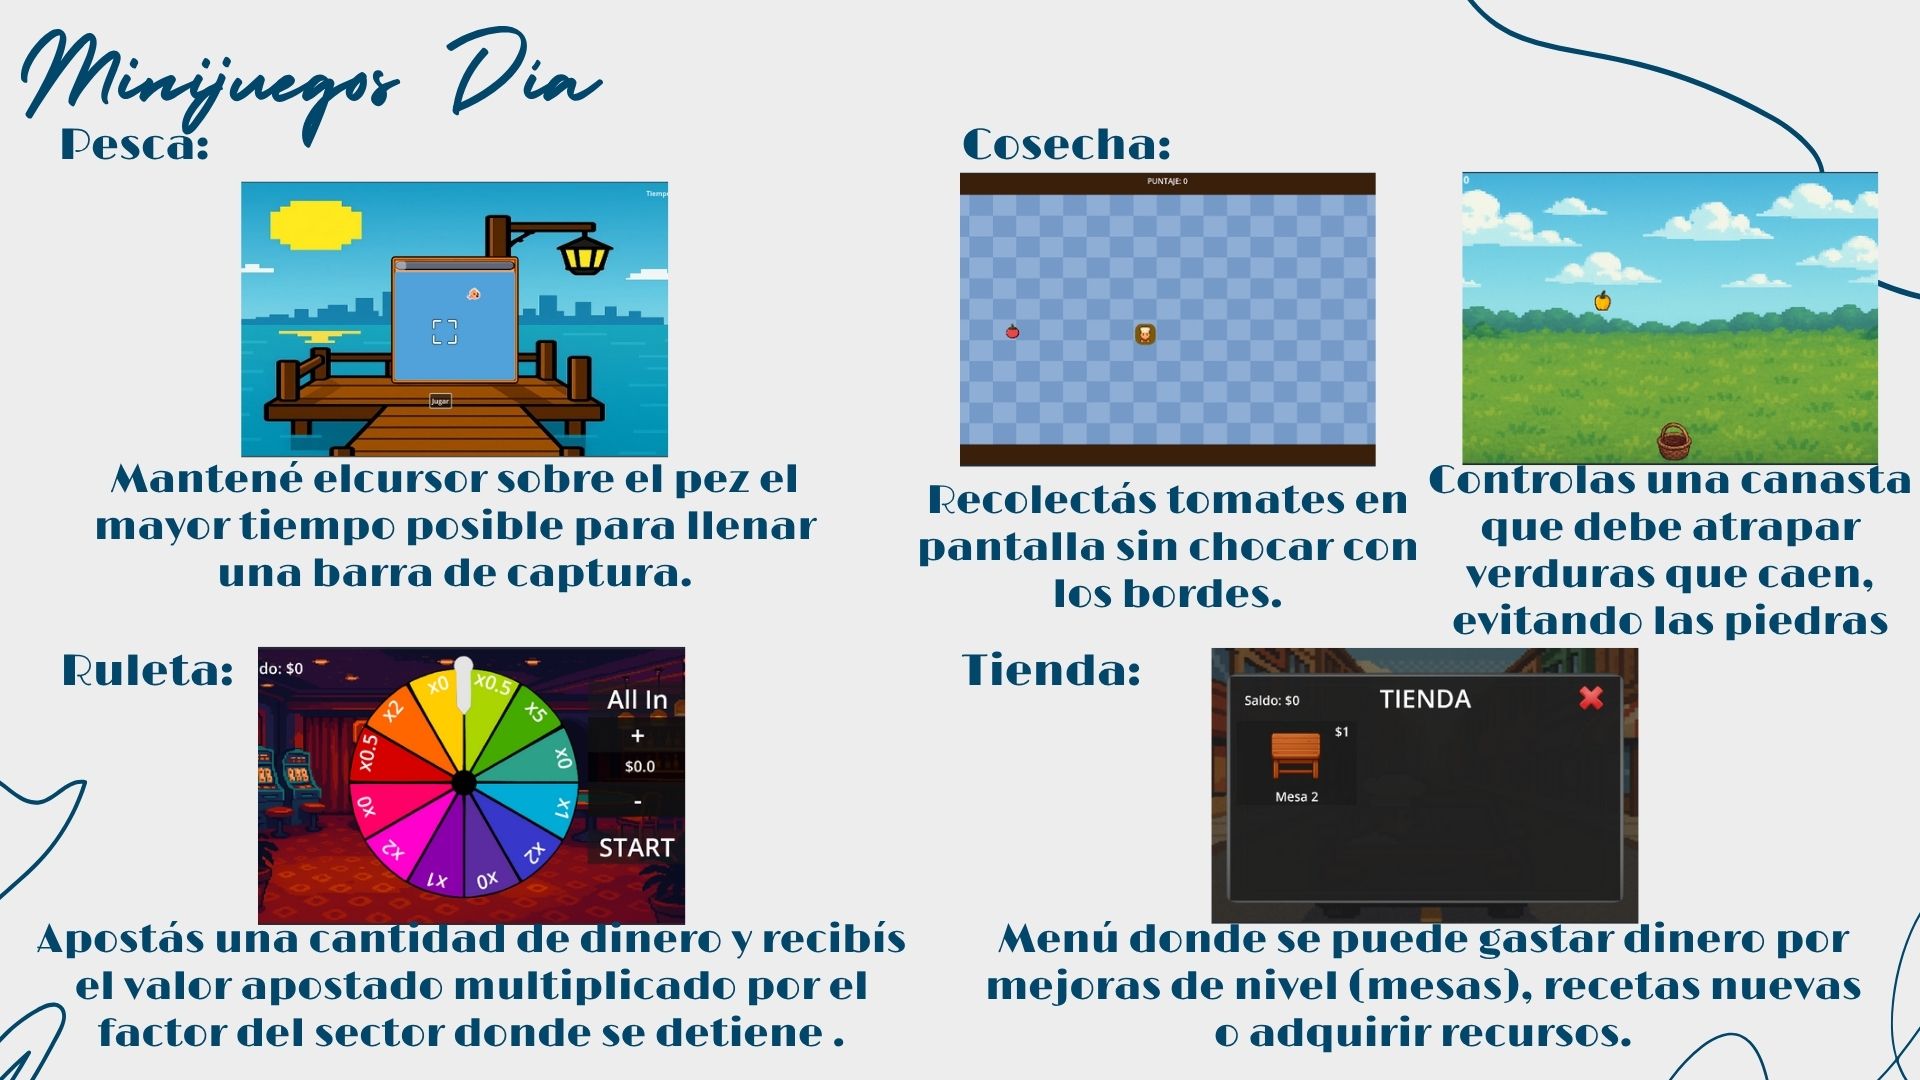 Minijuegos Día
Pesca:
Tiemp
Jugar
Mantené elcursor sobre el pez el
mayor tiempo posible para llenar
una barra de captura.
Cosecha:
PUNTAJE: 0
Recolectás tomates en
pantalla sin chocar con
los bordes.
0
Controlas una canasta
que debe atrapar
verduras que caen,
evitando las piedras
Ruleta:
do: $0
x0
x0.5
x5
x0
x1
x2
x0
x1
x2
x0
x0.5
x2
All In
+
$0.0
-
START
Apostás una cantidad de dinero y recibís
el valor apostado multiplicado por el
factor del sector donde se detiene .
Tienda:
Saldo: $0
TIENDA
$1
Mesa 2
Menú donde se puede gastar dinero por
mejoras de nivel (mesas), recetas nuevas
o adquirir recursos.